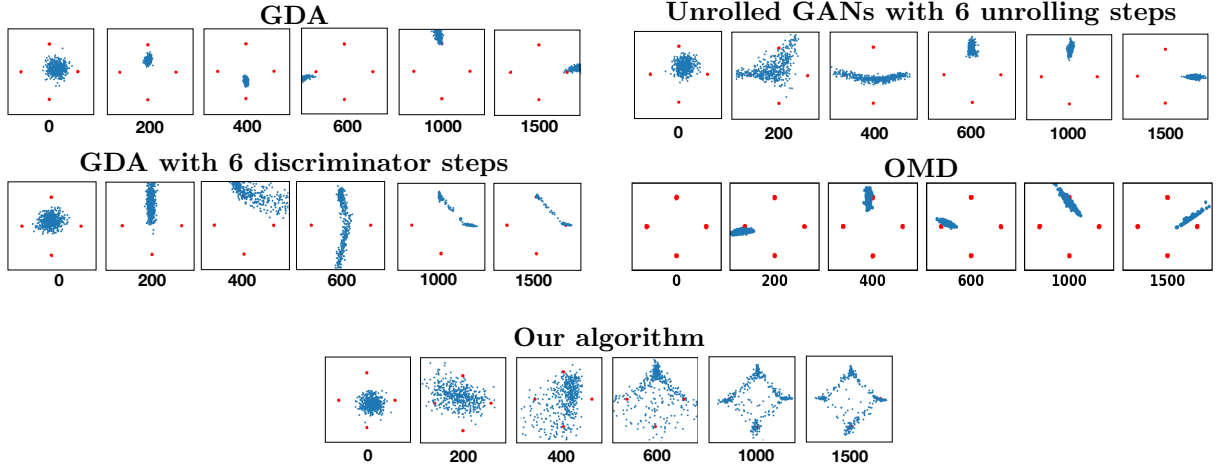 GDA
0 200 400 600 1000 1500
Unrolled GANs with 6 unrolling steps
0 200 400 600 1000 1500
GDA with 6 discriminator steps
0 200 400 600 1000 1500
OMD
0 200 400 600 1000 1500
Our algorithm
0 200 400 600 1000 1500